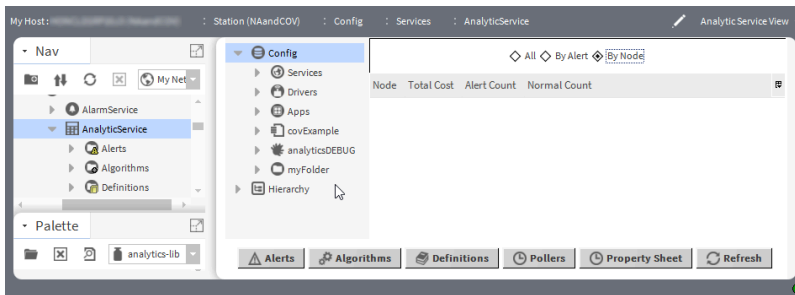 My Host :
: Station (NAandCOV) : Config : Services : AnalyticService
Analytic Service View
Nav
My Net
AlarmService
AnalyticService
Alerts
Algorithms
Definitions
Palette
analytics-lib
Config
Services
Drivers
Apps
covExample
analyticsDEBUG
myFolder
Hierarchy
All By Alert By Node
Node Total Cost Alert Count Normal Count
Alerts Algorithms Definitions Pollers Property Sheet Refresh